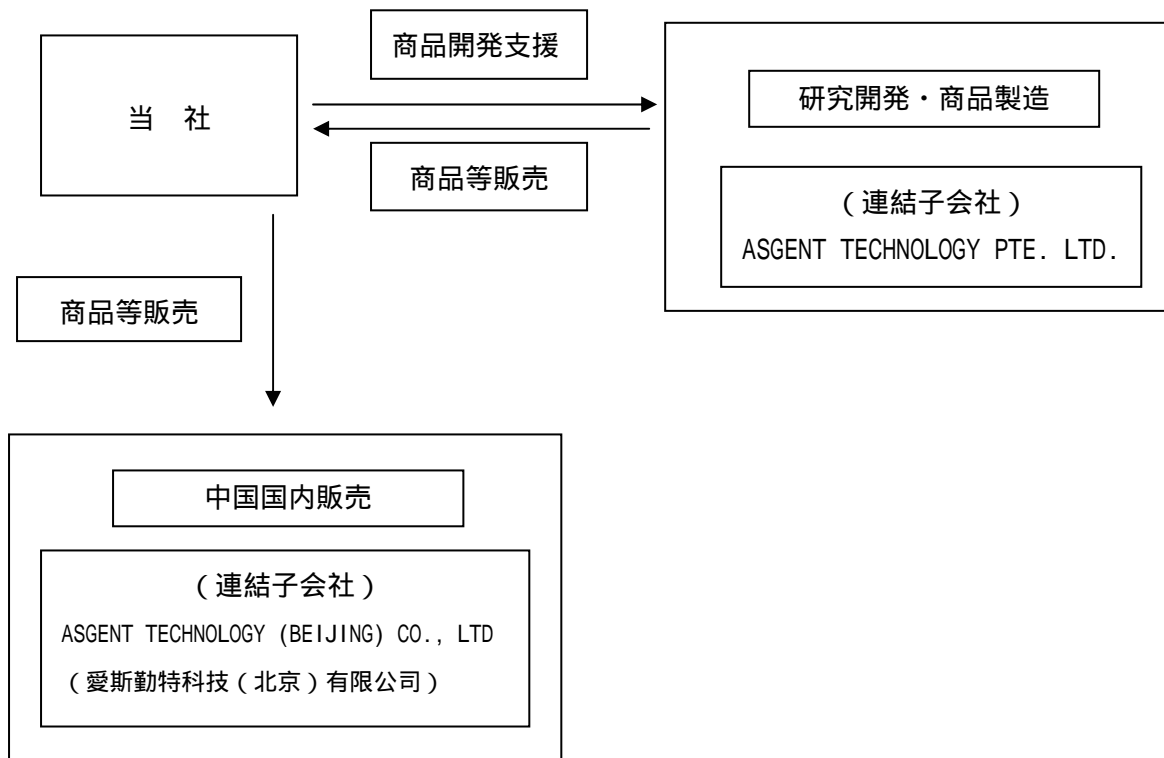 商品開発支援
当　社
研究開発・商品製造
商品等販売
（連結子会社）
ASGENT TECHNOLOGY PTE. LTD.
商品等販売
中国国内販売
（連結子会社）
ASGENT TECHNOLOGY (BEIJING) CO., LTD
（愛斯勤特科技（北京）有限公司）